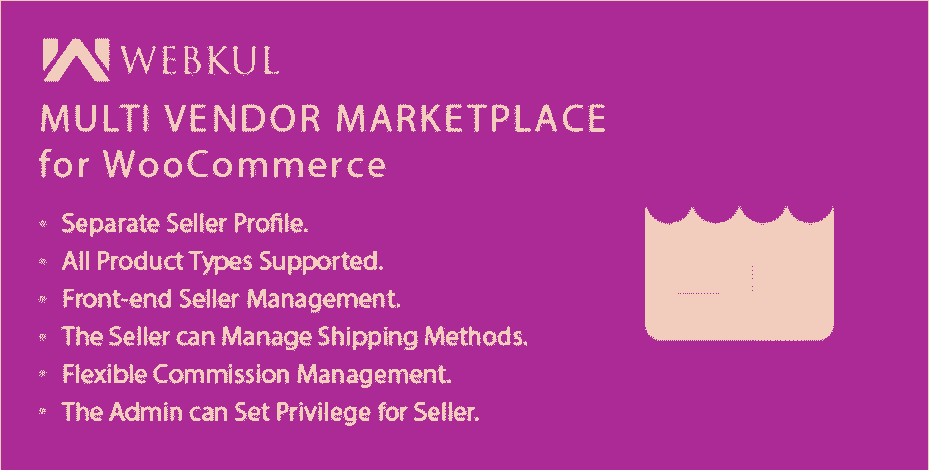 WEBKUL
MULTI VENDOR MARKETPLACE
for WooCommerce
• Separate Seller Profile.
• All Product Types Supported.
• Front-end Seller Management.
• The Seller can Manage Shipping Methods.
• Flexible Commission Management.
• The Admin can Set Privilege for Seller.